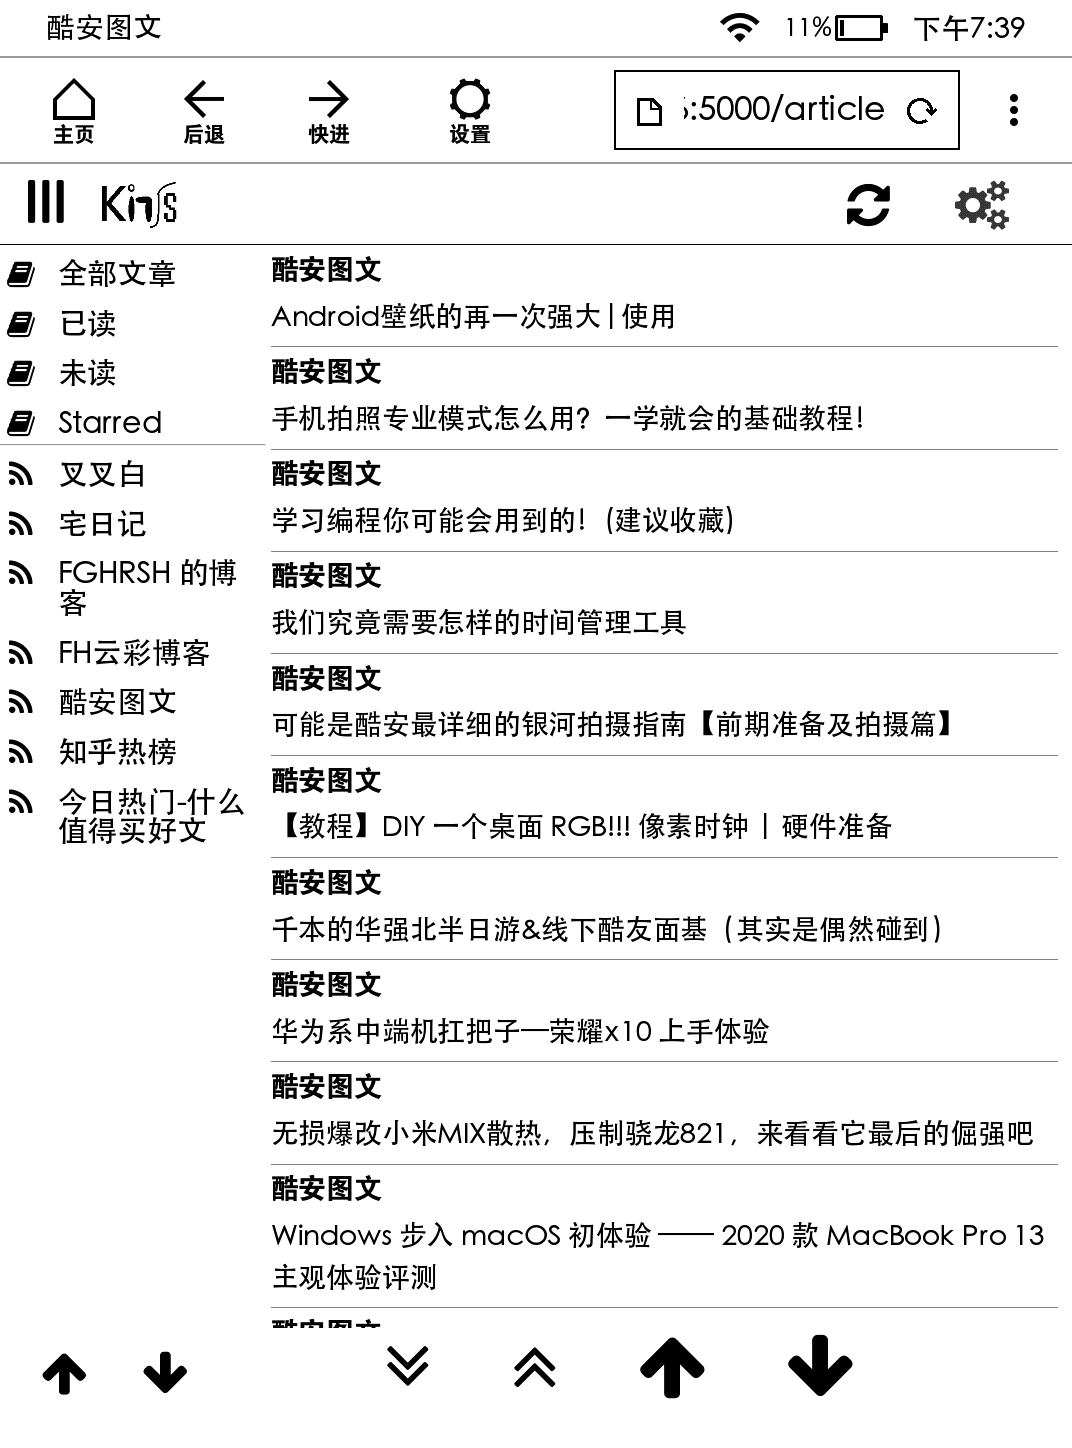 酷安图文
11%
下午7:39
主页
后退
快进
设置
:5000/article
KinS
全部文章
已读
未读
Starred
叉叉白
宅日记
FGHRSH 的博
客
FH云彩博客
酷安图文
知乎热榜
今日热门-什么
值得买好文
酷安图文
Android壁纸的再一次强大 | 使用
酷安图文
手机拍照专业模式怎么用？一学就会的基础教程！
酷安图文
学习编程你可能会用到的！(建议收藏)
酷安图文
我们究竟需要怎样的时间管理工具
酷安图文
可能是酷安最详细的银河拍摄指南【前期准备及拍摄篇】
酷安图文
【教程】DIY 一个桌面 RGB!!! 像素时钟 | 硬件准备
酷安图文
千本的华强北半日游&线下酷友面基（其实是偶然碰到）
酷安图文
华为系中端机扛把子—荣耀x10 上手体验
酷安图文
无损爆改小米MIX散热，压制骁龙821，来看看它最后的倔强吧
酷安图文
Windows 步入 macOS 初体验 —— 2020 款 MacBook Pro 13
主观体验评测
酷安图文